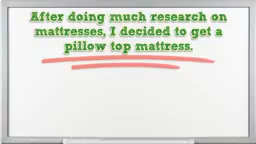 After doing much research on
mattresses, I decided to get a
pillow top mattress.